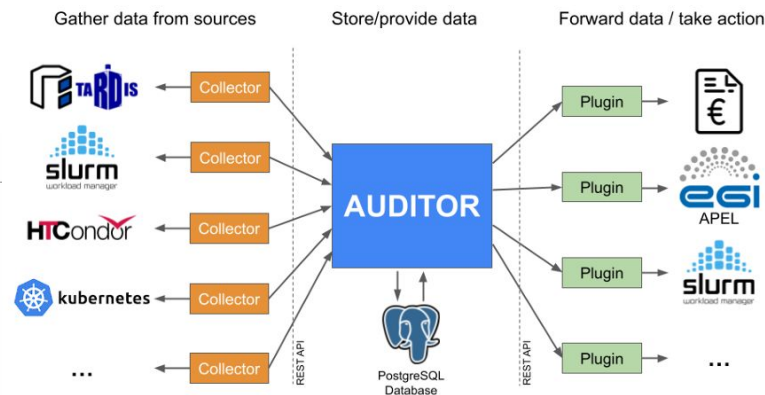 Gather data from sources
Store/provide data
Forward data / take action
TARDIS
Collector
slurm
workload manager
Collector
HTCondor
Collector
kubernetes
Collector
...
Collector
REST API
AUDITOR
PostgreSQL
Database
REST API
Plugin
€
Plugin
egi
APEL
Plugin
slurm
workload manager
Plugin
...